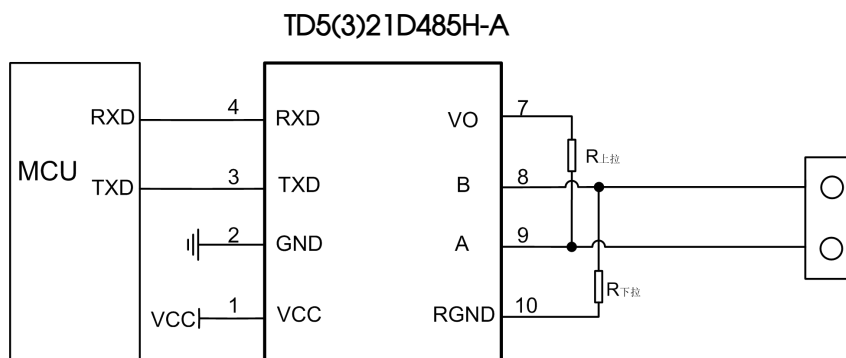 TD5(3)21D485H-A
MCU
RXD 4 RXD
TXD 3 TXD
2 GND
VCC 1 VCC
VO 7
R上拉
B 8
A 9
R下拉
RGND 10